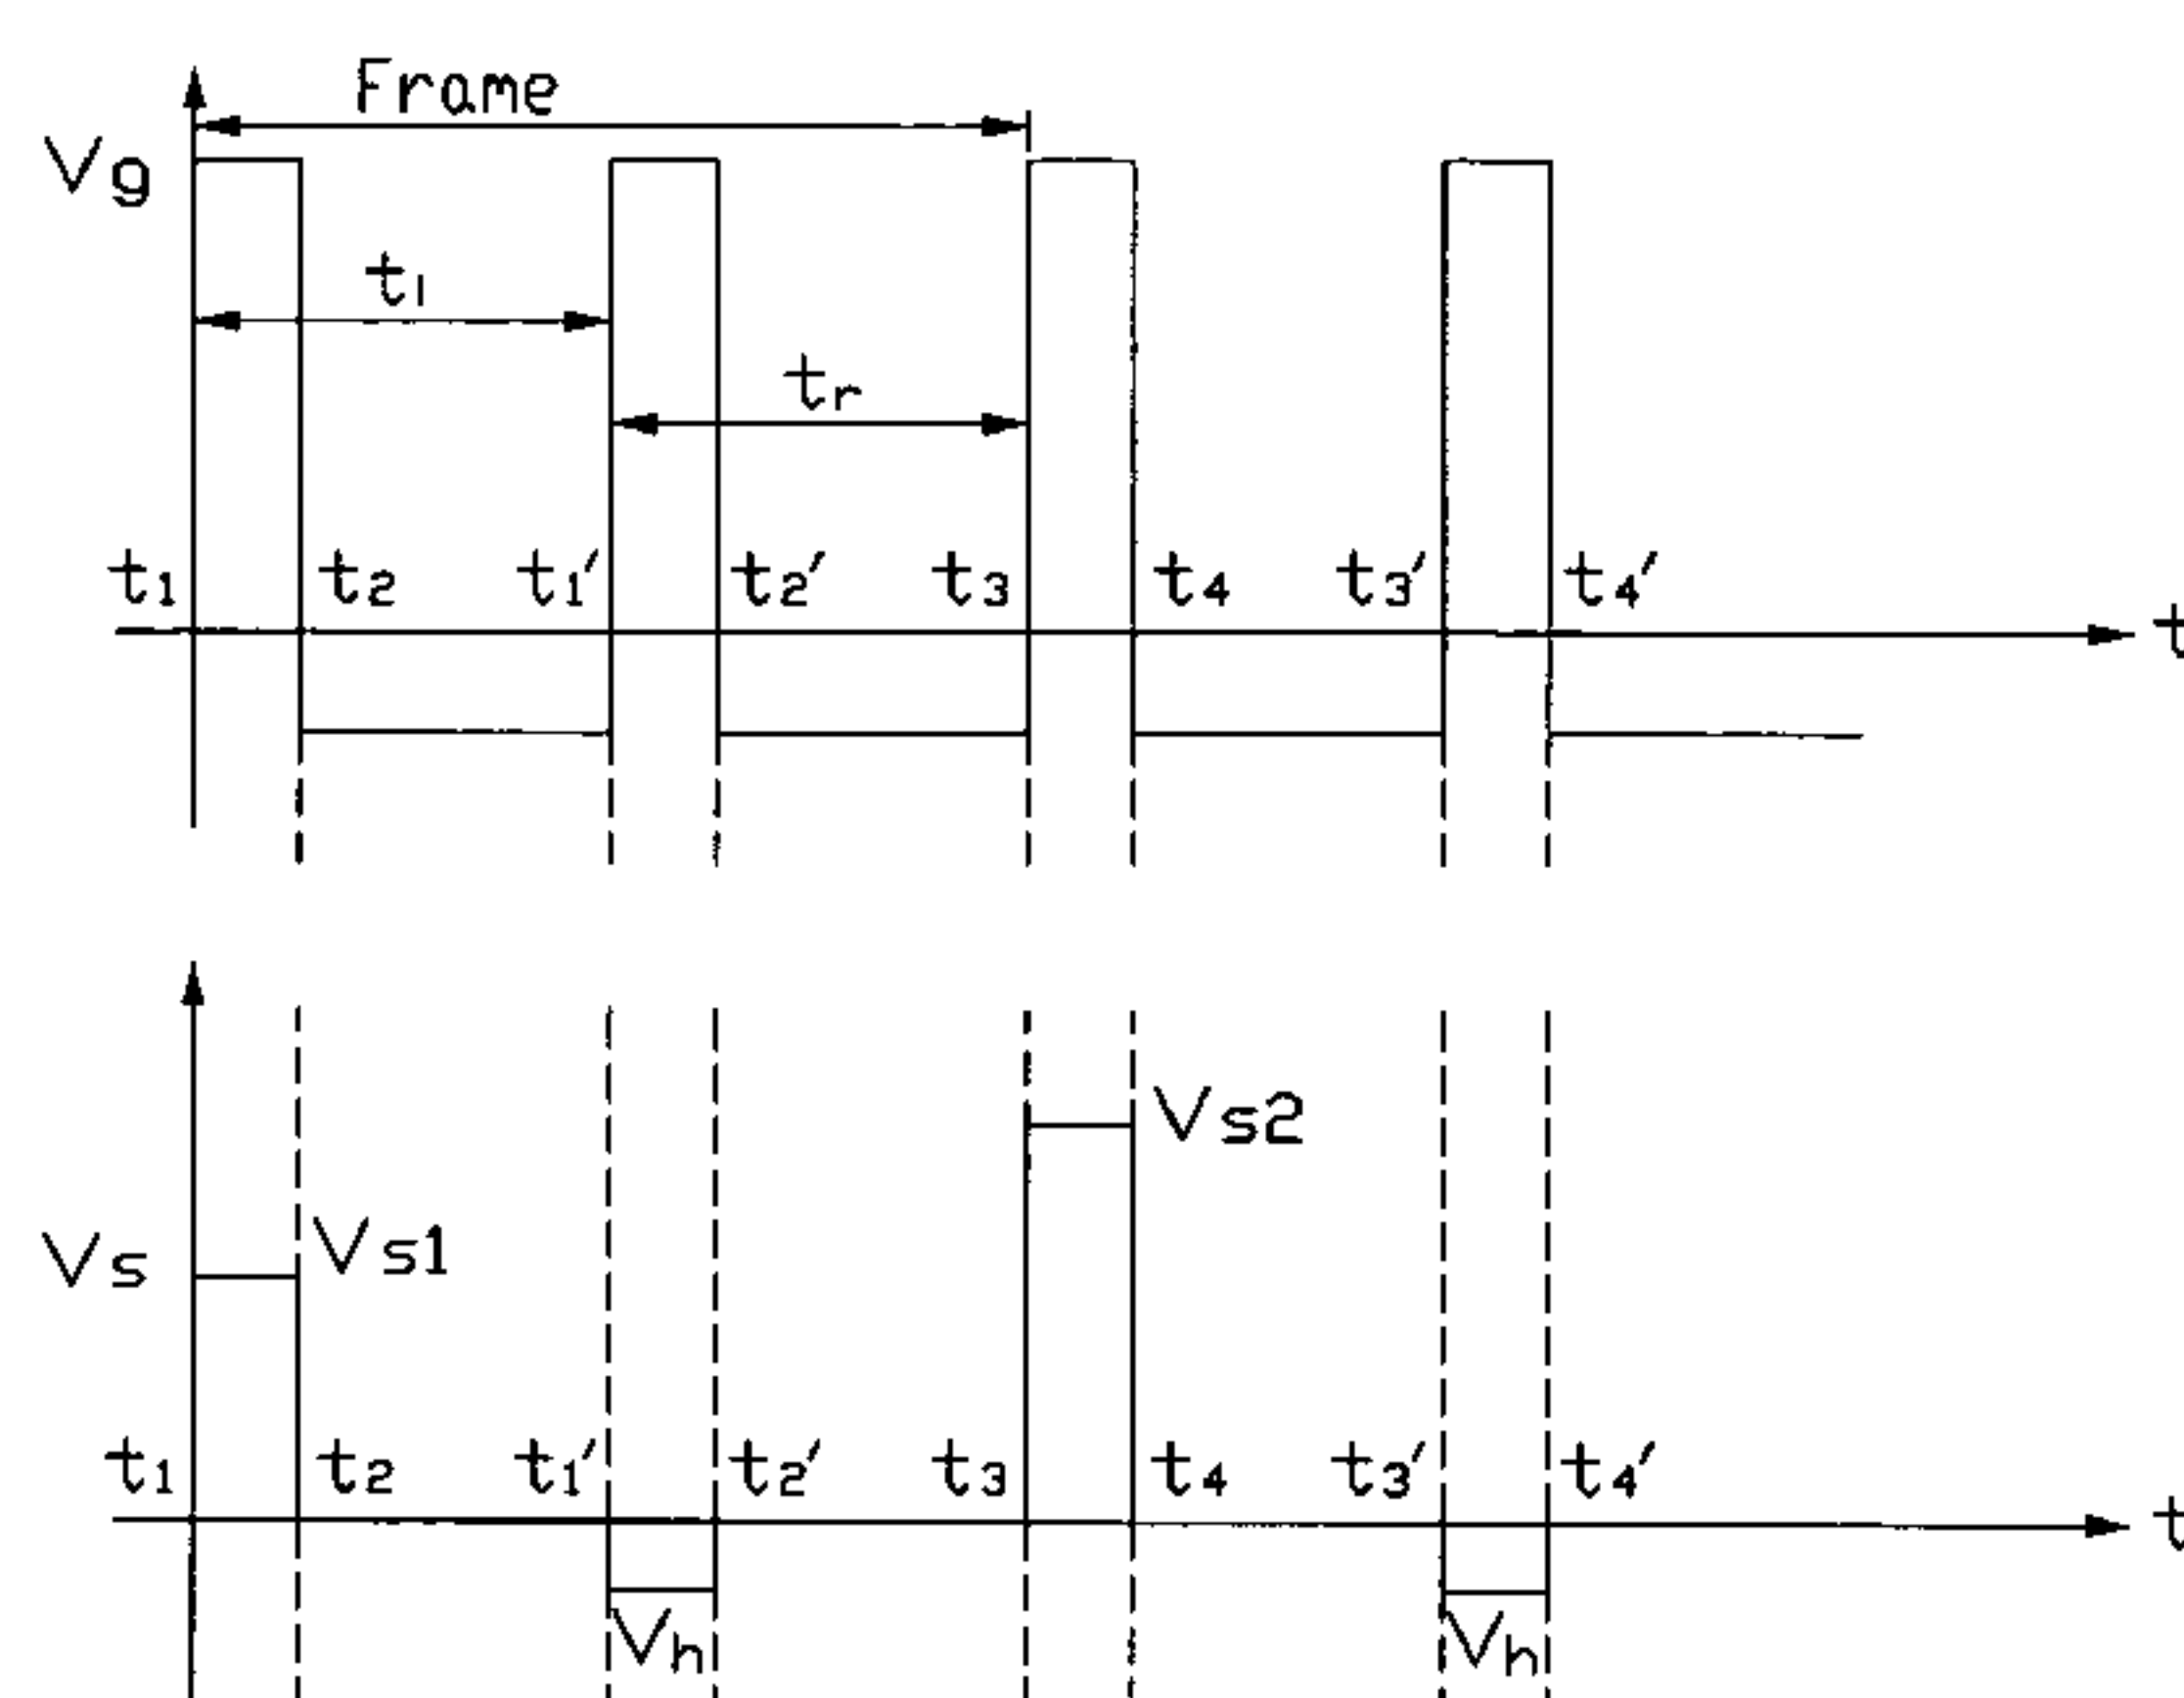 Frame
Vg
tl
tr
t1 t2 t1′ t2′ t3 t4 t3′ t4′
t
Vs2
Vs Vs1
t1 t2 t1′ t2′ t3 t4 t3′ t4′
t
Vh Vh